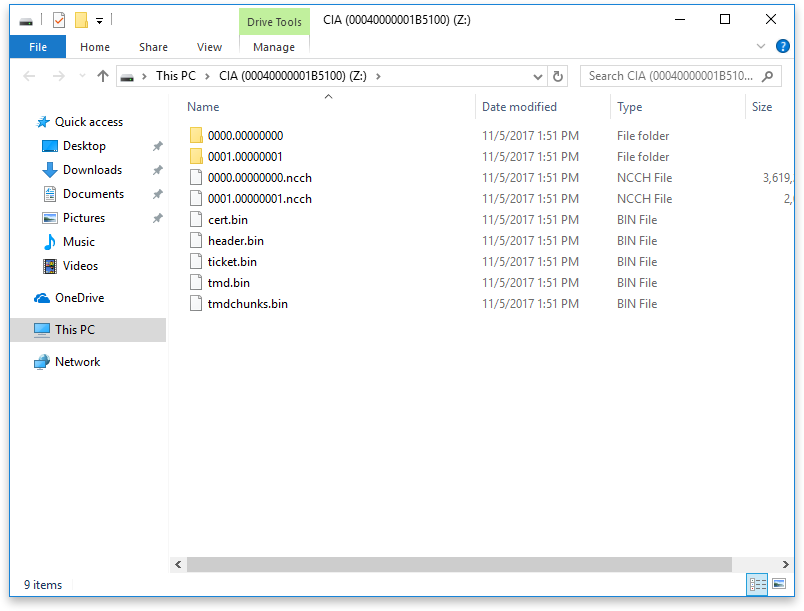 Drive Tools CIA (00040000001B5100) (Z:)
File Home Share View Manage
This PC CIA (00040000001B5100) (Z:) Search CIA (00040000001B510...
Name Date modified Type Size
Quick access
Desktop
Downloads
Documents
Pictures
Music
Videos
OneDrive
This PC
Network
0000.00000000 11/5/2017 1:51 PM File folder
0001.00000001 11/5/2017 1:51 PM File folder
0000.00000000.ncch 11/5/2017 1:51 PM NCCH File 3,619,
0001.00000001.ncch 11/5/2017 1:51 PM NCCH File 2,
cert.bin 11/5/2017 1:51 PM BIN File
header.bin 11/5/2017 1:51 PM BIN File
ticket.bin 11/5/2017 1:51 PM BIN File
tmd.bin 11/5/2017 1:51 PM BIN File
tmdchunks.bin 11/5/2017 1:51 PM BIN File
9 items